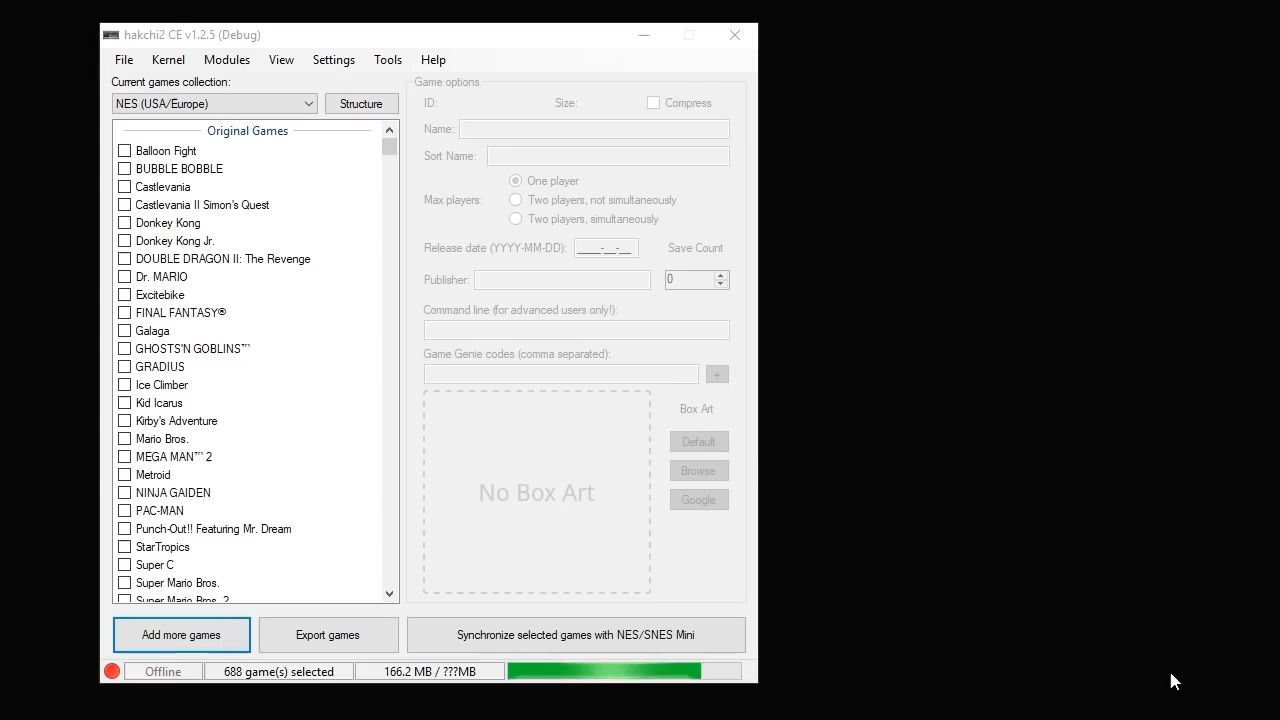 hakchi2 CE v1.2.5 (Debug)
File Kernel Modules View Settings Tools Help
Current games collection:
NES (USA/Europe)
Structure
Original Games
Balloon Fight
BUBBLE BOBBLE
Castlevania
Castlevania II Simon's Quest
Donkey Kong
Donkey Kong Jr.
DOUBLE DRAGON II: The Revenge
Dr. MARIO
Excitebike
FINAL FANTASY®
Galaga
GHOSTS'N GOBLINS™
GRADIUS
Ice Climber
Kid Icarus
Kirby's Adventure
Mario Bros.
MEGA MAN™ 2
Metroid
NINJA GAIDEN
PAC-MAN
Punch-Out!! Featuring Mr. Dream
StarTropics
Super C
Super Mario Bros.
Super Mario Bros. 2
Game options
ID: Size: Compress
Name:
Sort Name:
One player
Max players: Two players, not simultaneously
Two players, simultaneously
Release date (YYYY-MM-DD): ____-__-__ Save Count
Publisher: 0
Command line (for advanced users only!):
Game Genie codes (comma separated):
+
No Box Art
Box Art
Default
Browse
Google
Add more games
Export games
Synchronize selected games with NES/SNES Mini
Offline 688 game(s) selected 166.2 MB / ???MB